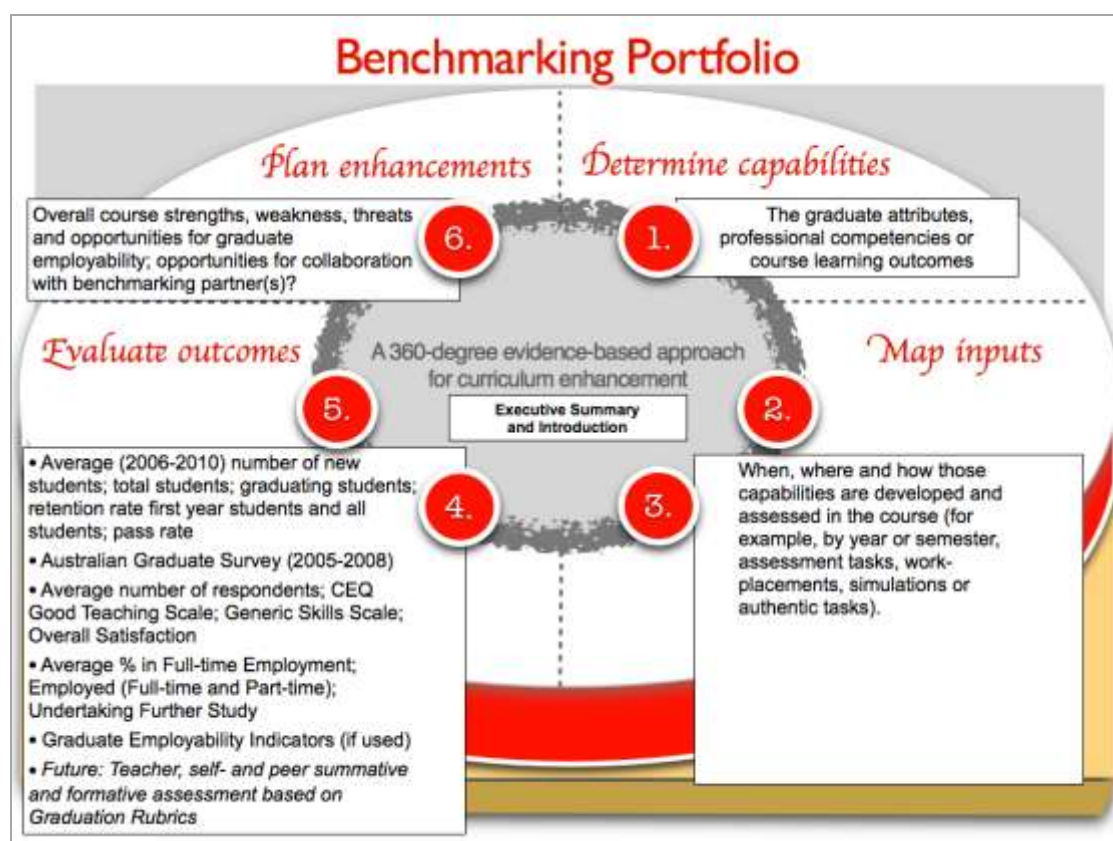 Benchmarking Portfolio
Plan enhancements
Determine capabilities
Overall course strengths, weakness, threats
and opportunities for graduate
employability; opportunities for collaboration
with benchmarking partner(s)?
6.
1.
The graduate attributes,
professional competencies or
course learning outcomes
Evaluate outcomes
A 360-degree evidence-based approach
for curriculum enhancement
Executive Summary
and Introduction
Map inputs
5.
2.
• Average (2006-2010) number of new
students; total students; graduating students;
retention rate first year students and all
students; pass rate
• Australian Graduate Survey (2005-2008)
• Average number of respondents; CEQ
Good Teaching Scale; Generic Skills Scale;
Overall Satisfaction
• Average % in Full-time Employment;
Employed (Full-time and Part-time);
Undertaking Further Study
• Graduate Employability Indicators (if used)
• Future: Teacher, self- and peer summative
and formative assessment based on
Graduation Rubrics
4.
3.
When, where and how those
capabilities are developed and
assessed in the course (for
example, by year or semester,
assessment tasks, work-
placements, simulations or
authentic tasks).